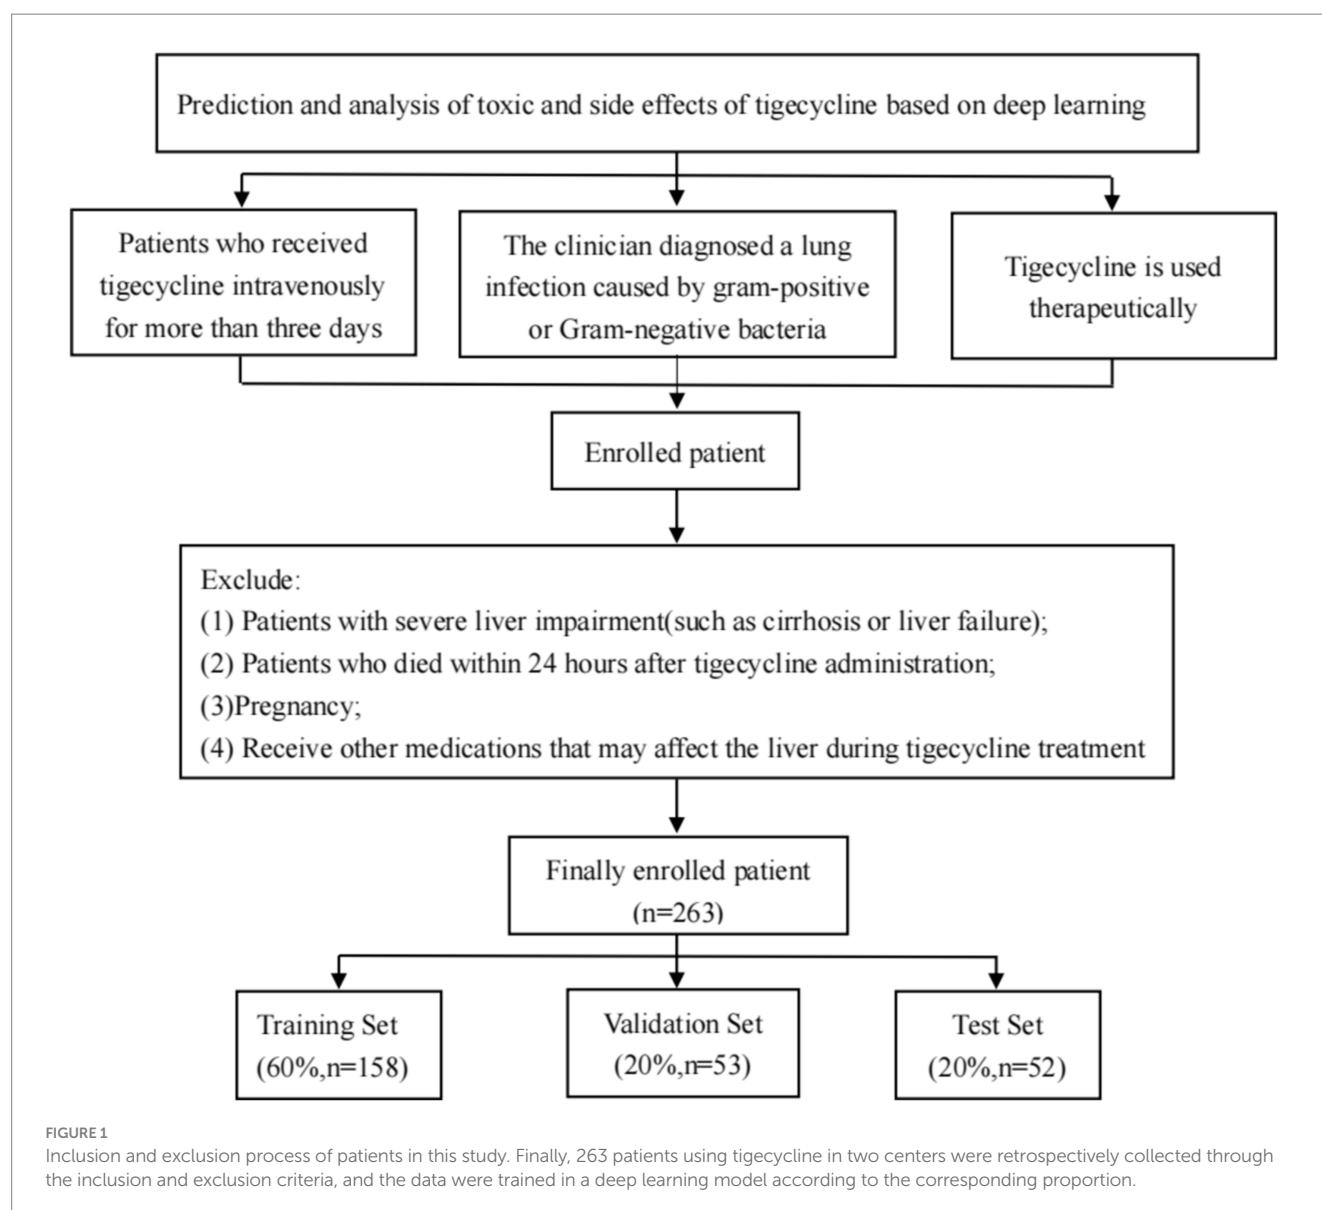 Prediction and analysis of toxic and side effects of tigecycline based on deep learning
Patients who received
tigecycline intravenously
for more than three days
The clinician diagnosed a lung
infection caused by gram-positive
or Gram-negative bacteria
Tigecycline is used
therapeutically
Enrolled patient
Exclude:
(1) Patients with severe liver impairment(such as cirrhosis or liver failure);
(2) Patients who died within 24 hours after tigecycline administration;
(3)Pregnancy;
(4) Receive other medications that may affect the liver during tigecycline treatment
Finally enrolled patient
(n=263)
Training Set
(60%,n=158)
Validation Set
(20%,n=53)
Test Set
(20%,n=52)
FIGURE 1
Inclusion and exclusion process of patients in this study. Finally, 263 patients using tigecycline in two centers were retrospectively collected through
the inclusion and exclusion criteria, and the data were trained in a deep learning model according to the corresponding proportion.